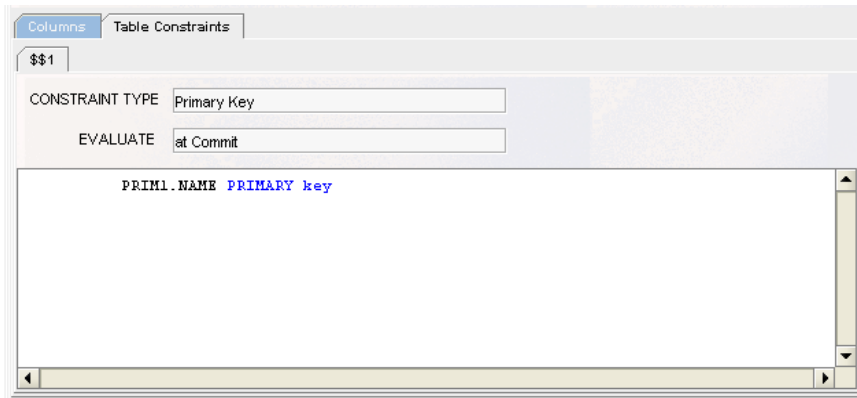 Columns Table Constraints
$$1
CONSTRAINT TYPE Primary Key
EVALUATE at Commit
PRIM1.NAME PRIMARY key